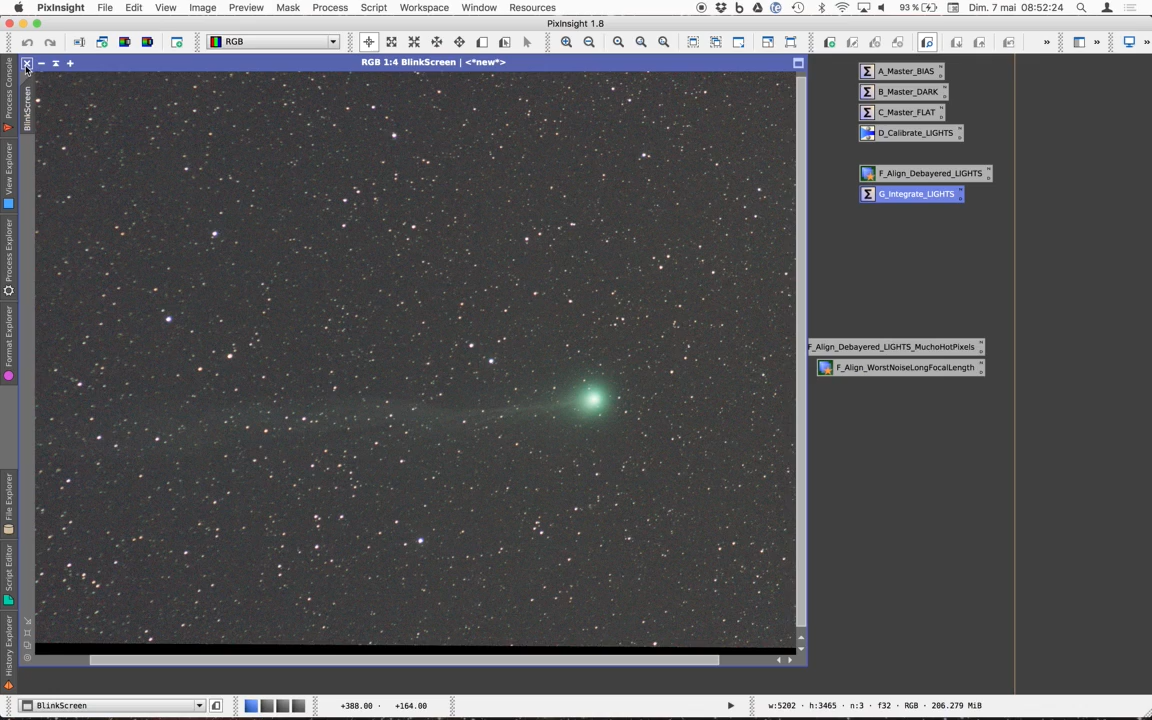 PixInsight File Edit View Image Preview Mask Process Script Workspace Window Resources 93 % Dim. 7 mai 08:52:24
PixInsight 1.8
RGB
RGB 1:4 BlinkScreen | <*new*>
Process Console
View Explorer
Process Explorer
Format Explorer
File Explorer
Script Editor
History Explorer
BlinkScreen
A_Master_BIAS
B_Master_DARK
C_Master_FLAT
D_Calibrate_LIGHTS
F_Align_Debayered_LIGHTS
G_Integrate_LIGHTS
F_Align_Debayered_LIGHTS_MuchoHotPixels
F_Align_WorstNoiseLongFocalLength
BlinkScreen +388.00 · +164.00 w:5202 · h:3465 · n:3 · f32 · RGB · 206.279 MiB